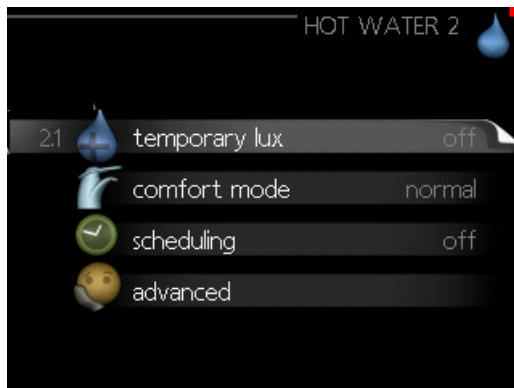 HOT WATER 2
2.1 temporary lux off
comfort mode normal
scheduling off
advanced